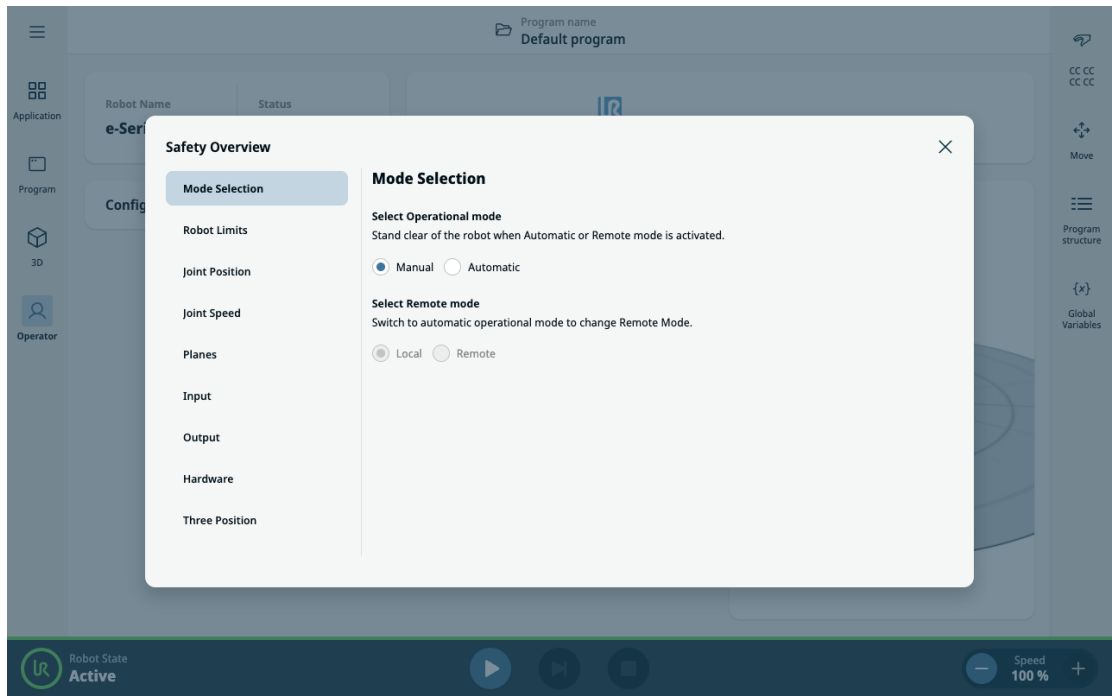 Program name
Default program
Application
Program
3D
Operator
Robot Name
Status
e-Seri
Config
Safety Overview
Mode Selection
Robot Limits
Joint Position
Joint Speed
Planes
Input
Output
Hardware
Three Position
Mode Selection
Select Operational mode
Stand clear of the robot when Automatic or Remote mode is activated.
Manual Automatic
Select Remote mode
Switch to automatic operational mode to change Remote Mode.
Local Remote
CC CC
CC CC
Move
Program
structure
{x}
Global
Variables
Robot State
Active
Speed
100 %